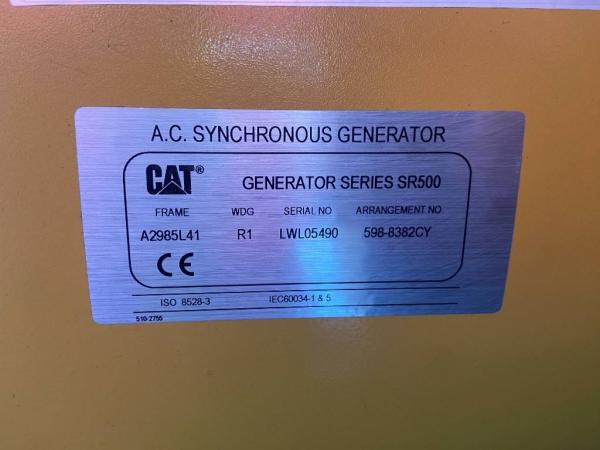 A.C. SYNCHRONOUS GENERATOR
CAT® GENERATOR SERIES SR500
FRAME WDG SERIAL NO ARRANGEMENT NO
A2985L41 R1 LWL05490 598-8382CY
CE
ISO 8528-3 IEC60034-1 & 5
510-2755